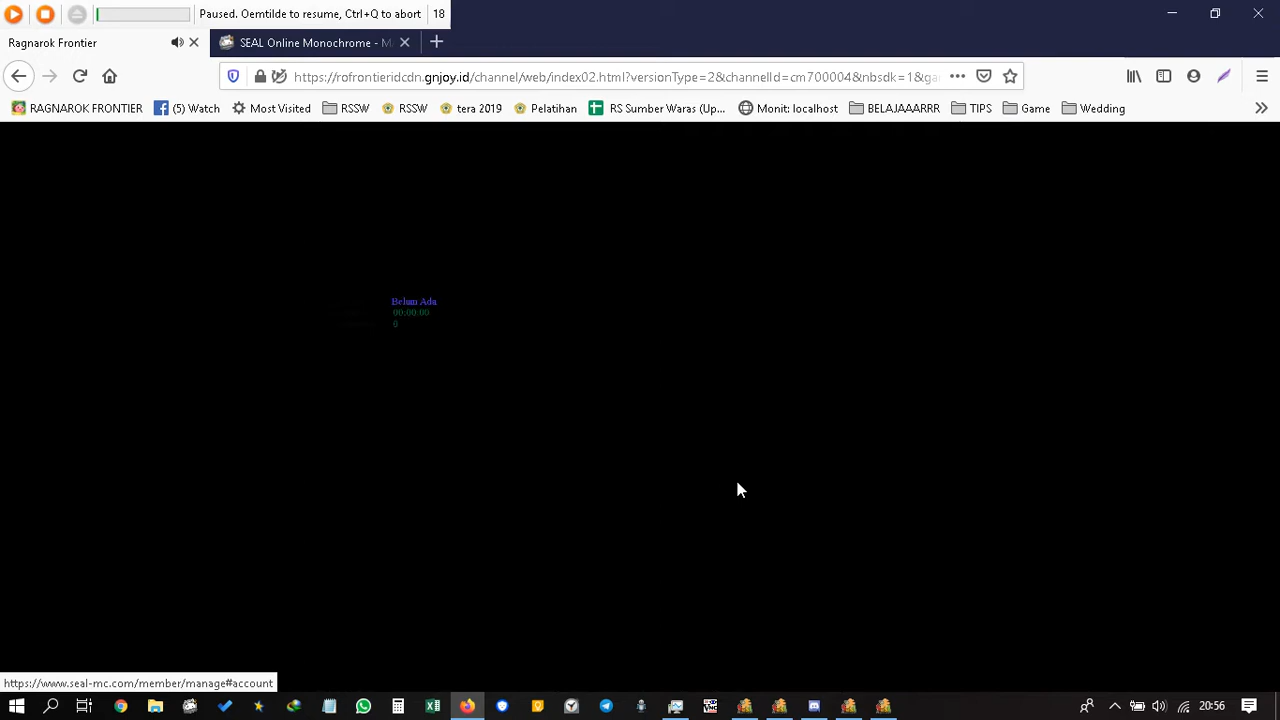 Paused. Oemtilde to resume, Ctrl+Q to abort
18
Ragnarok Frontier
SEAL Online Monochrome - M
https://rofrontieridcdn.gnjoy.id/channel/web/index02.html?versionType=2&channelId=cm700004&nbsdk=1&ga
RAGNAROK FRONTIER
(5) Watch
Most Visited
RSSW
RSSW
tera 2019
Pelatihan
RS Sumber Waras (Up...
Monit: localhost
BELAJAAARRR
TIPS
Game
Wedding
Belum Ada
00:00:00
0
https://www.seal-mc.com/member/manage#account
20:56